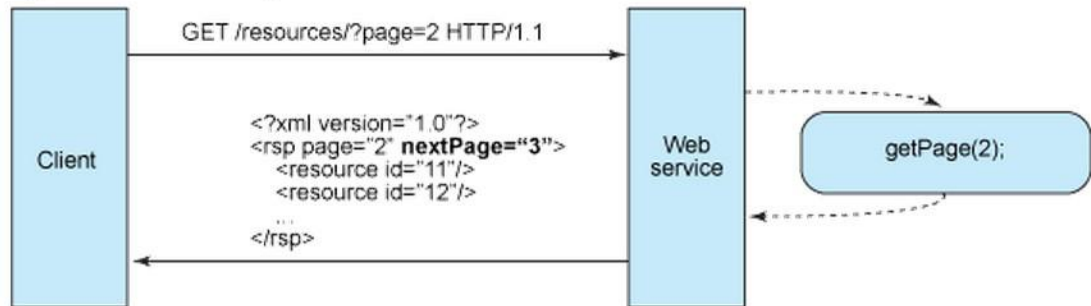 GET /resources/?page=2 HTTP/1.1
<?xml version="1.0"?>
<rsp page="2" nextPage=“3”>
<resource id="11"/>
<resource id="12"/>
...
</rsp>
Client
Web
service
getPage(2);